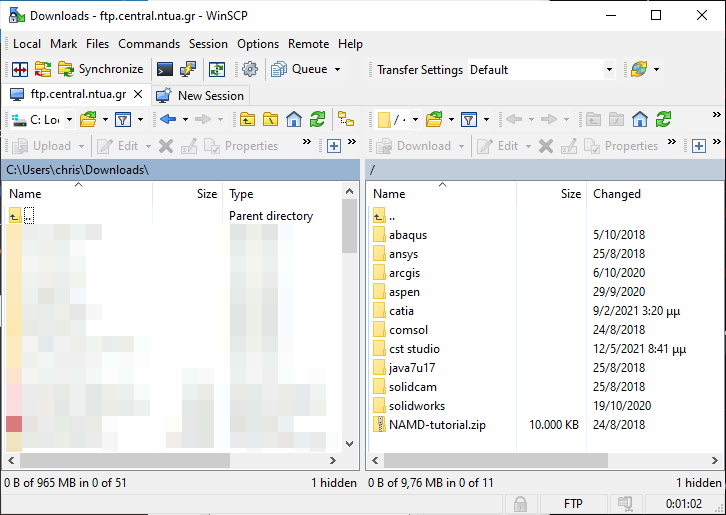 Downloads - ftp.central.ntua.gr - WinSCP
Local Mark Files Commands Session Options Remote Help
Synchronize Queue Transfer Settings Default
ftp.central.ntua.gr New Session
C: Loc /
Upload Edit Properties Download Edit Properties
C:\Users\chris\Downloads\ /
Name Size Type Name Size Changed
.. Parent directory ..
abaqus 5/10/2018
ansys 25/8/2018
arcgis 6/10/2020
aspen 29/9/2020
catia 9/2/2021 3:20 μμ
comsol 24/8/2018
cst studio 12/5/2021 8:41 μμ
java7u17 25/8/2018
solidcam 25/8/2018
solidworks 19/10/2020
NAMD-tutorial.zip 10.000 KB 24/8/2018
0 B of 965 MB in 0 of 51 1 hidden 0 B of 9,76 MB in 0 of 11 1 hidden
FTP 0:01:02